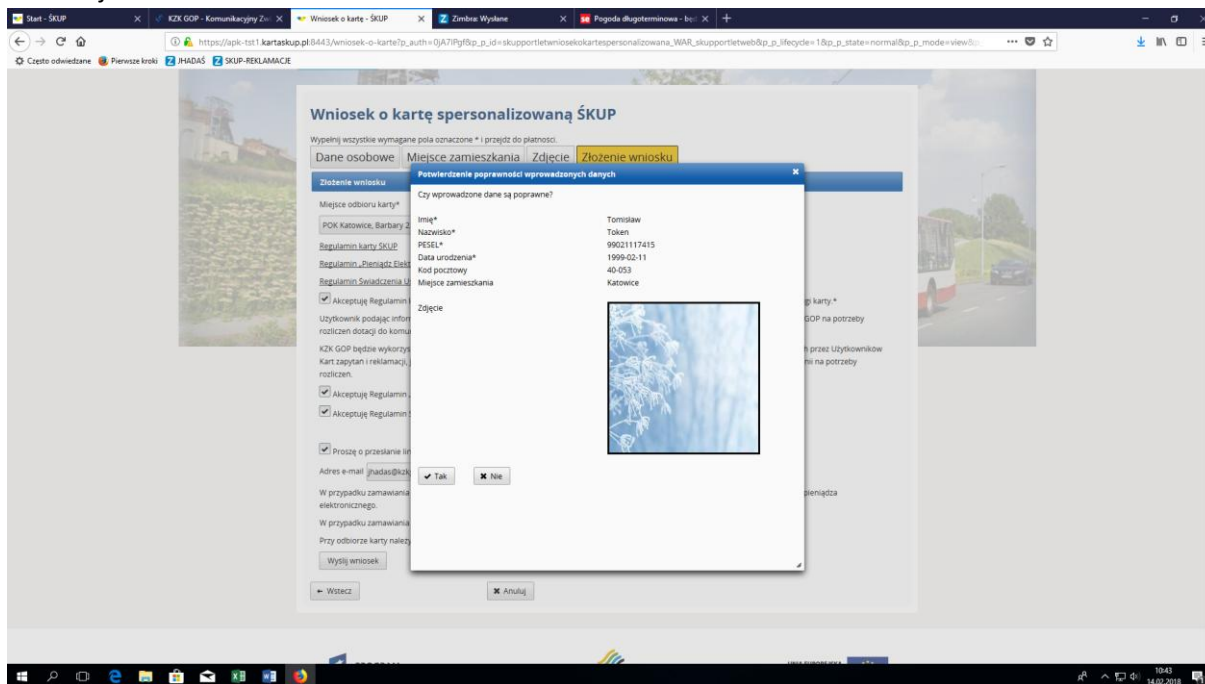 Start - ŚKUP
KZK GOP - Komunikacyjny Zw
Wniosek o kartę - ŚKUP
Zimbra: Wysłane
Pogoda długoterminowa - bę
https://apk-tst1.kartaskup.pl:8443/wniosek-o-karte?p_auth=0jA7IPgf&p_p_id=skupportletwniosekokartespersonalizowana_WAR_skupportletweb&p_p_lifecycle=1&p_p_state=normal&p_p_mode=view&
Często odwiedzane Pierwsze kroki JHADAŚ SKUP-REKLAMACJE
Wniosek o kartę spersonalizowaną ŚKUP
Wypełnij wszystkie wymagane pola oznaczone * i przejdź do płatności.
Dane osobowe Miejsce zamieszkania Zdjęcie Złożenie wniosku
Złożenie wniosku
Miejsce odbioru karty*
POK Katowice, Barbary 2
Regulamin karty ŚKUP
Regulamin „Pieniądz Elekt
Regulamin Świadczenia U
Akceptuję Regulamin
gi karty.*
Użytkownik podając infor
GOP na potrzeby
rozliczeń dotacji do komu
KZK GOP będzie wykorzys
h przez Użytkowników
Kart zapytań i reklamacji, j
nii na potrzeby
rozliczeń.
Akceptuję Regulamin
Akceptuję Regulamin
Proszę o przesłanie lin
Adres e-mail jhadas@kzk
W przypadku zamawiania
pieniądza
elektronicznego.
W przypadku zamawiania
Przy odbiorze karty należy
Wyślij wniosek
Wstecz Anuluj
Potwierdzenie poprawności wprowadzonych danych
Czy wprowadzone dane są poprawne?
Imię* Tomisław
Nazwisko* Token
PESEL* 99021117415
Data urodzenia* 1999-02-11
Kod pocztowy 40-053
Miejsce zamieszkania Katowice
Zdjęcie
Tak Nie
10:43
14.02.2018